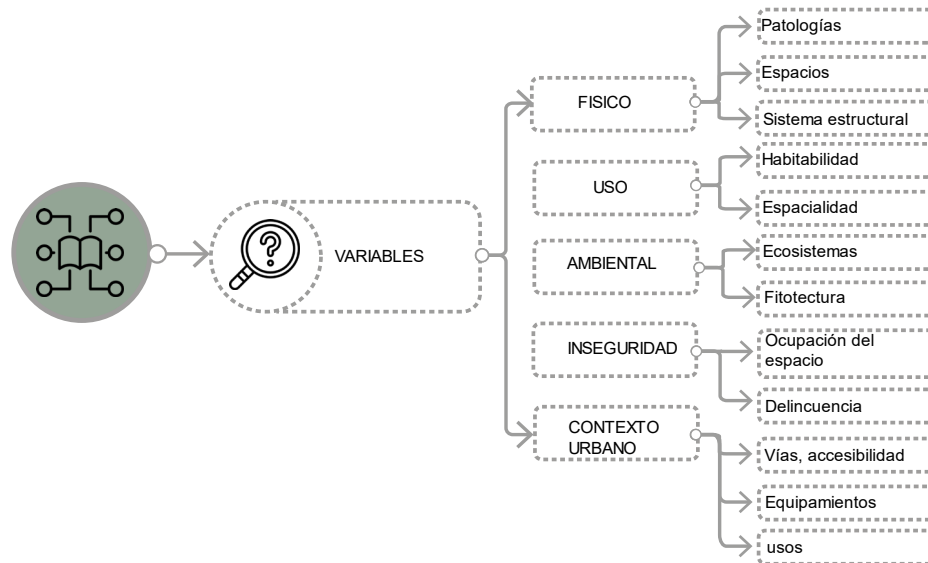 Patologías
Espacios
FISICO
Sistema estructural
Habitabilidad
USO
Espacialidad
VARIABLES
Ecosistemas
AMBIENTAL
Fitotectura
Ocupación del
espacio
INSEGURIDAD
Delincuencia
CONTEXTO
URBANO
Vías, accesibilidad
Equipamientos
usos
?